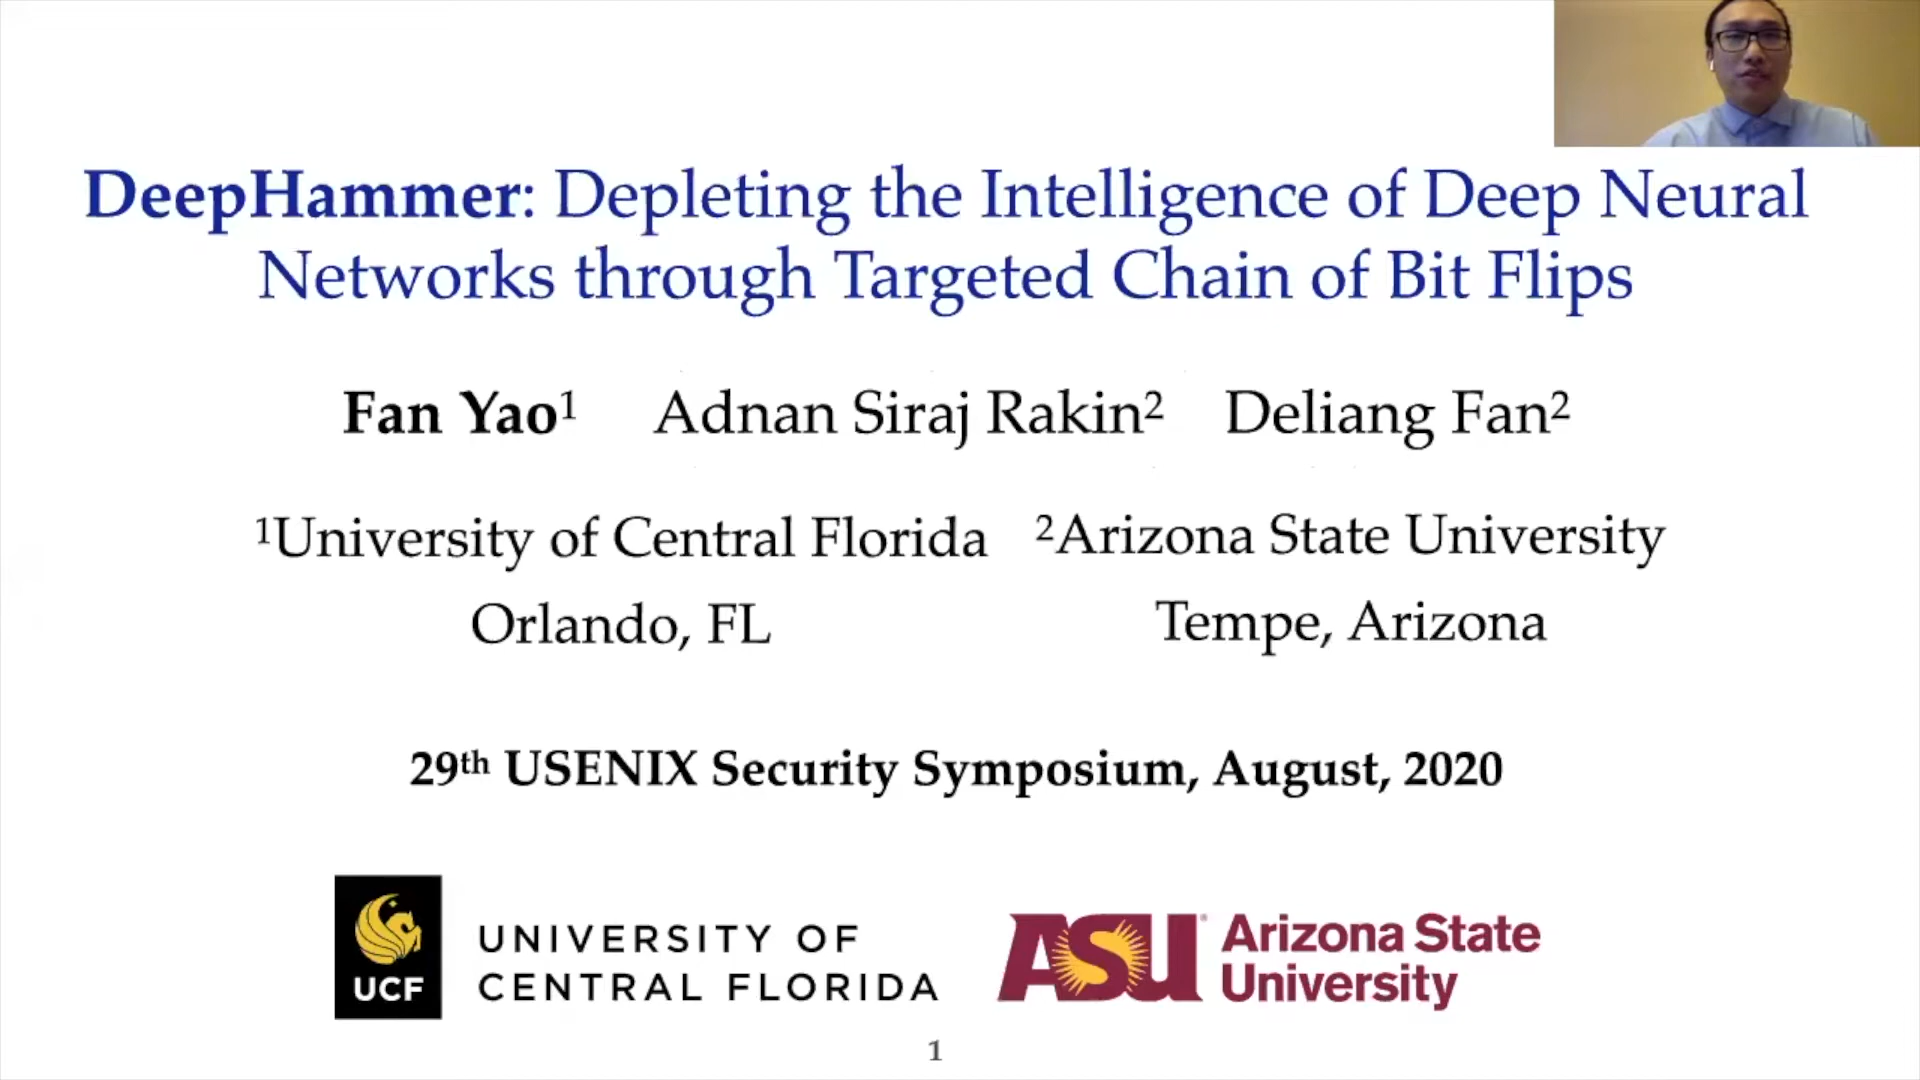 DeepHammer: Depleting the Intelligence of Deep Neural
Networks through Targeted Chain of Bit Flips
Fan Yao¹ Adnan Siraj Rakin² Deliang Fan²
¹University of Central Florida ²Arizona State University
Orlando, FL Tempe, Arizona
29th USENIX Security Symposium, August, 2020
UCF
UNIVERSITY OF
CENTRAL FLORIDA
ASU® Arizona State
University
1